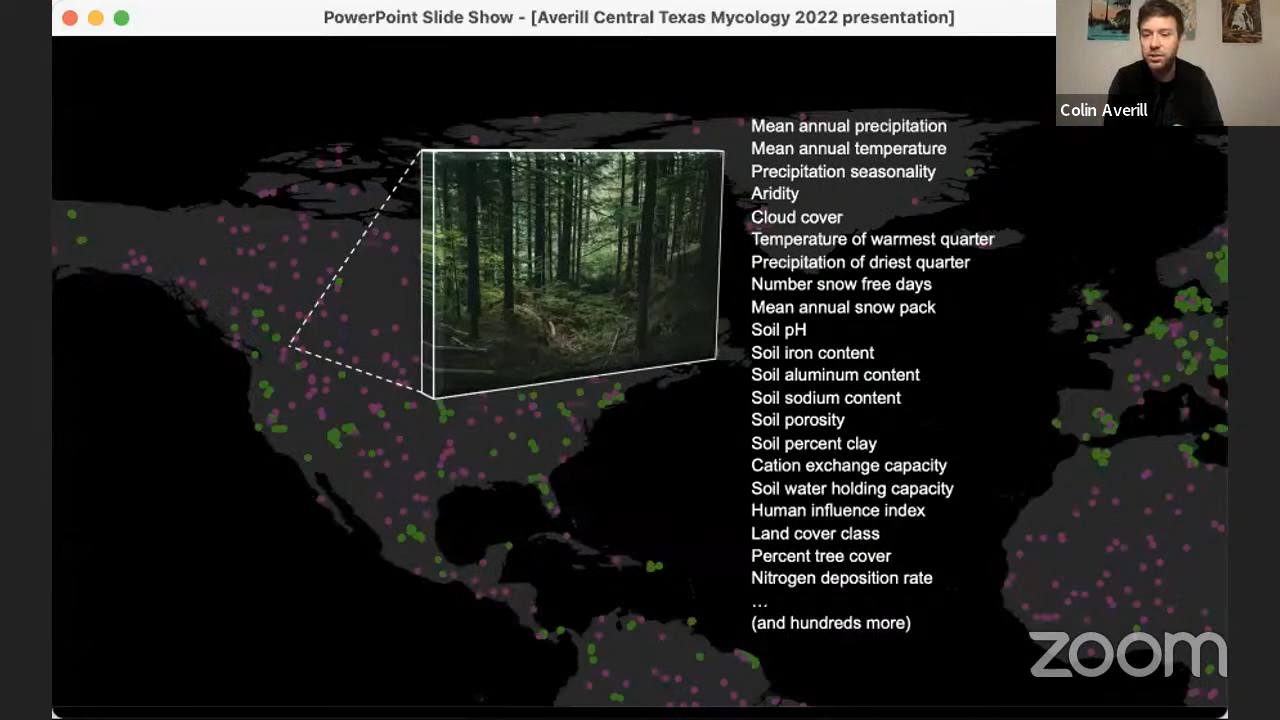 PowerPoint Slide Show - [Averill Central Texas Mycology 2022 presentation]
Colin Averill
Mean annual precipitation
Mean annual temperature
Precipitation seasonality
Aridity
Cloud cover
Temperature of warmest quarter
Precipitation of driest quarter
Number snow free days
Mean annual snow pack
Soil pH
Soil iron content
Soil aluminum content
Soil sodium content
Soil porosity
Soil percent clay
Cation exchange capacity
Soil water holding capacity
Human influence index
Land cover class
Percent tree cover
Nitrogen deposition rate
...
(and hundreds more)
zoom